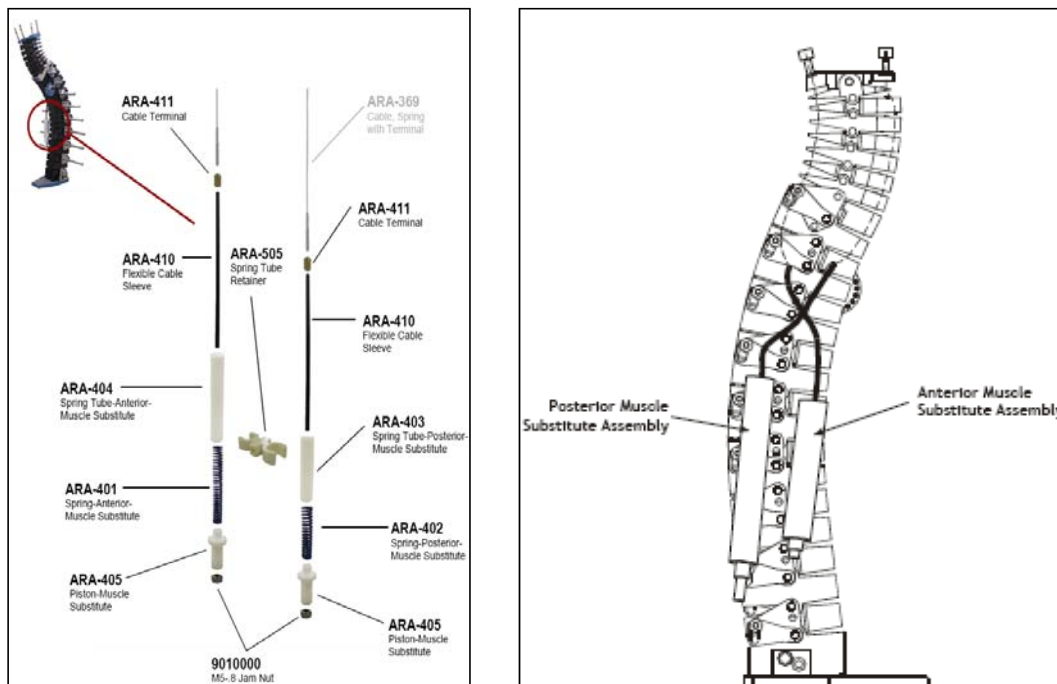 ARA-411
Cable Terminal
ARA-369
Cable, Spring
with Terminal
ARA-411
Cable Terminal
ARA-410
Flexible Cable
Sleeve
ARA-505
Spring Tube
Retainer
ARA-410
Flexible Cable
Sleeve
ARA-404
Spring Tube-Anterior-
Muscle Substitute
ARA-403
Spring Tube-Posterior-
Muscle Substitute
ARA-401
Spring-Anterior-
Muscle Substitute
ARA-402
Spring-Posterior-
Muscle Substitute
ARA-405
Piston-Muscle
Substitute
ARA-405
Piston-Muscle
Substitute
9010000
M5-.8 Jam Nut
Posterior Muscle
Substitute Assembly
Anterior Muscle
Substitute Assembly